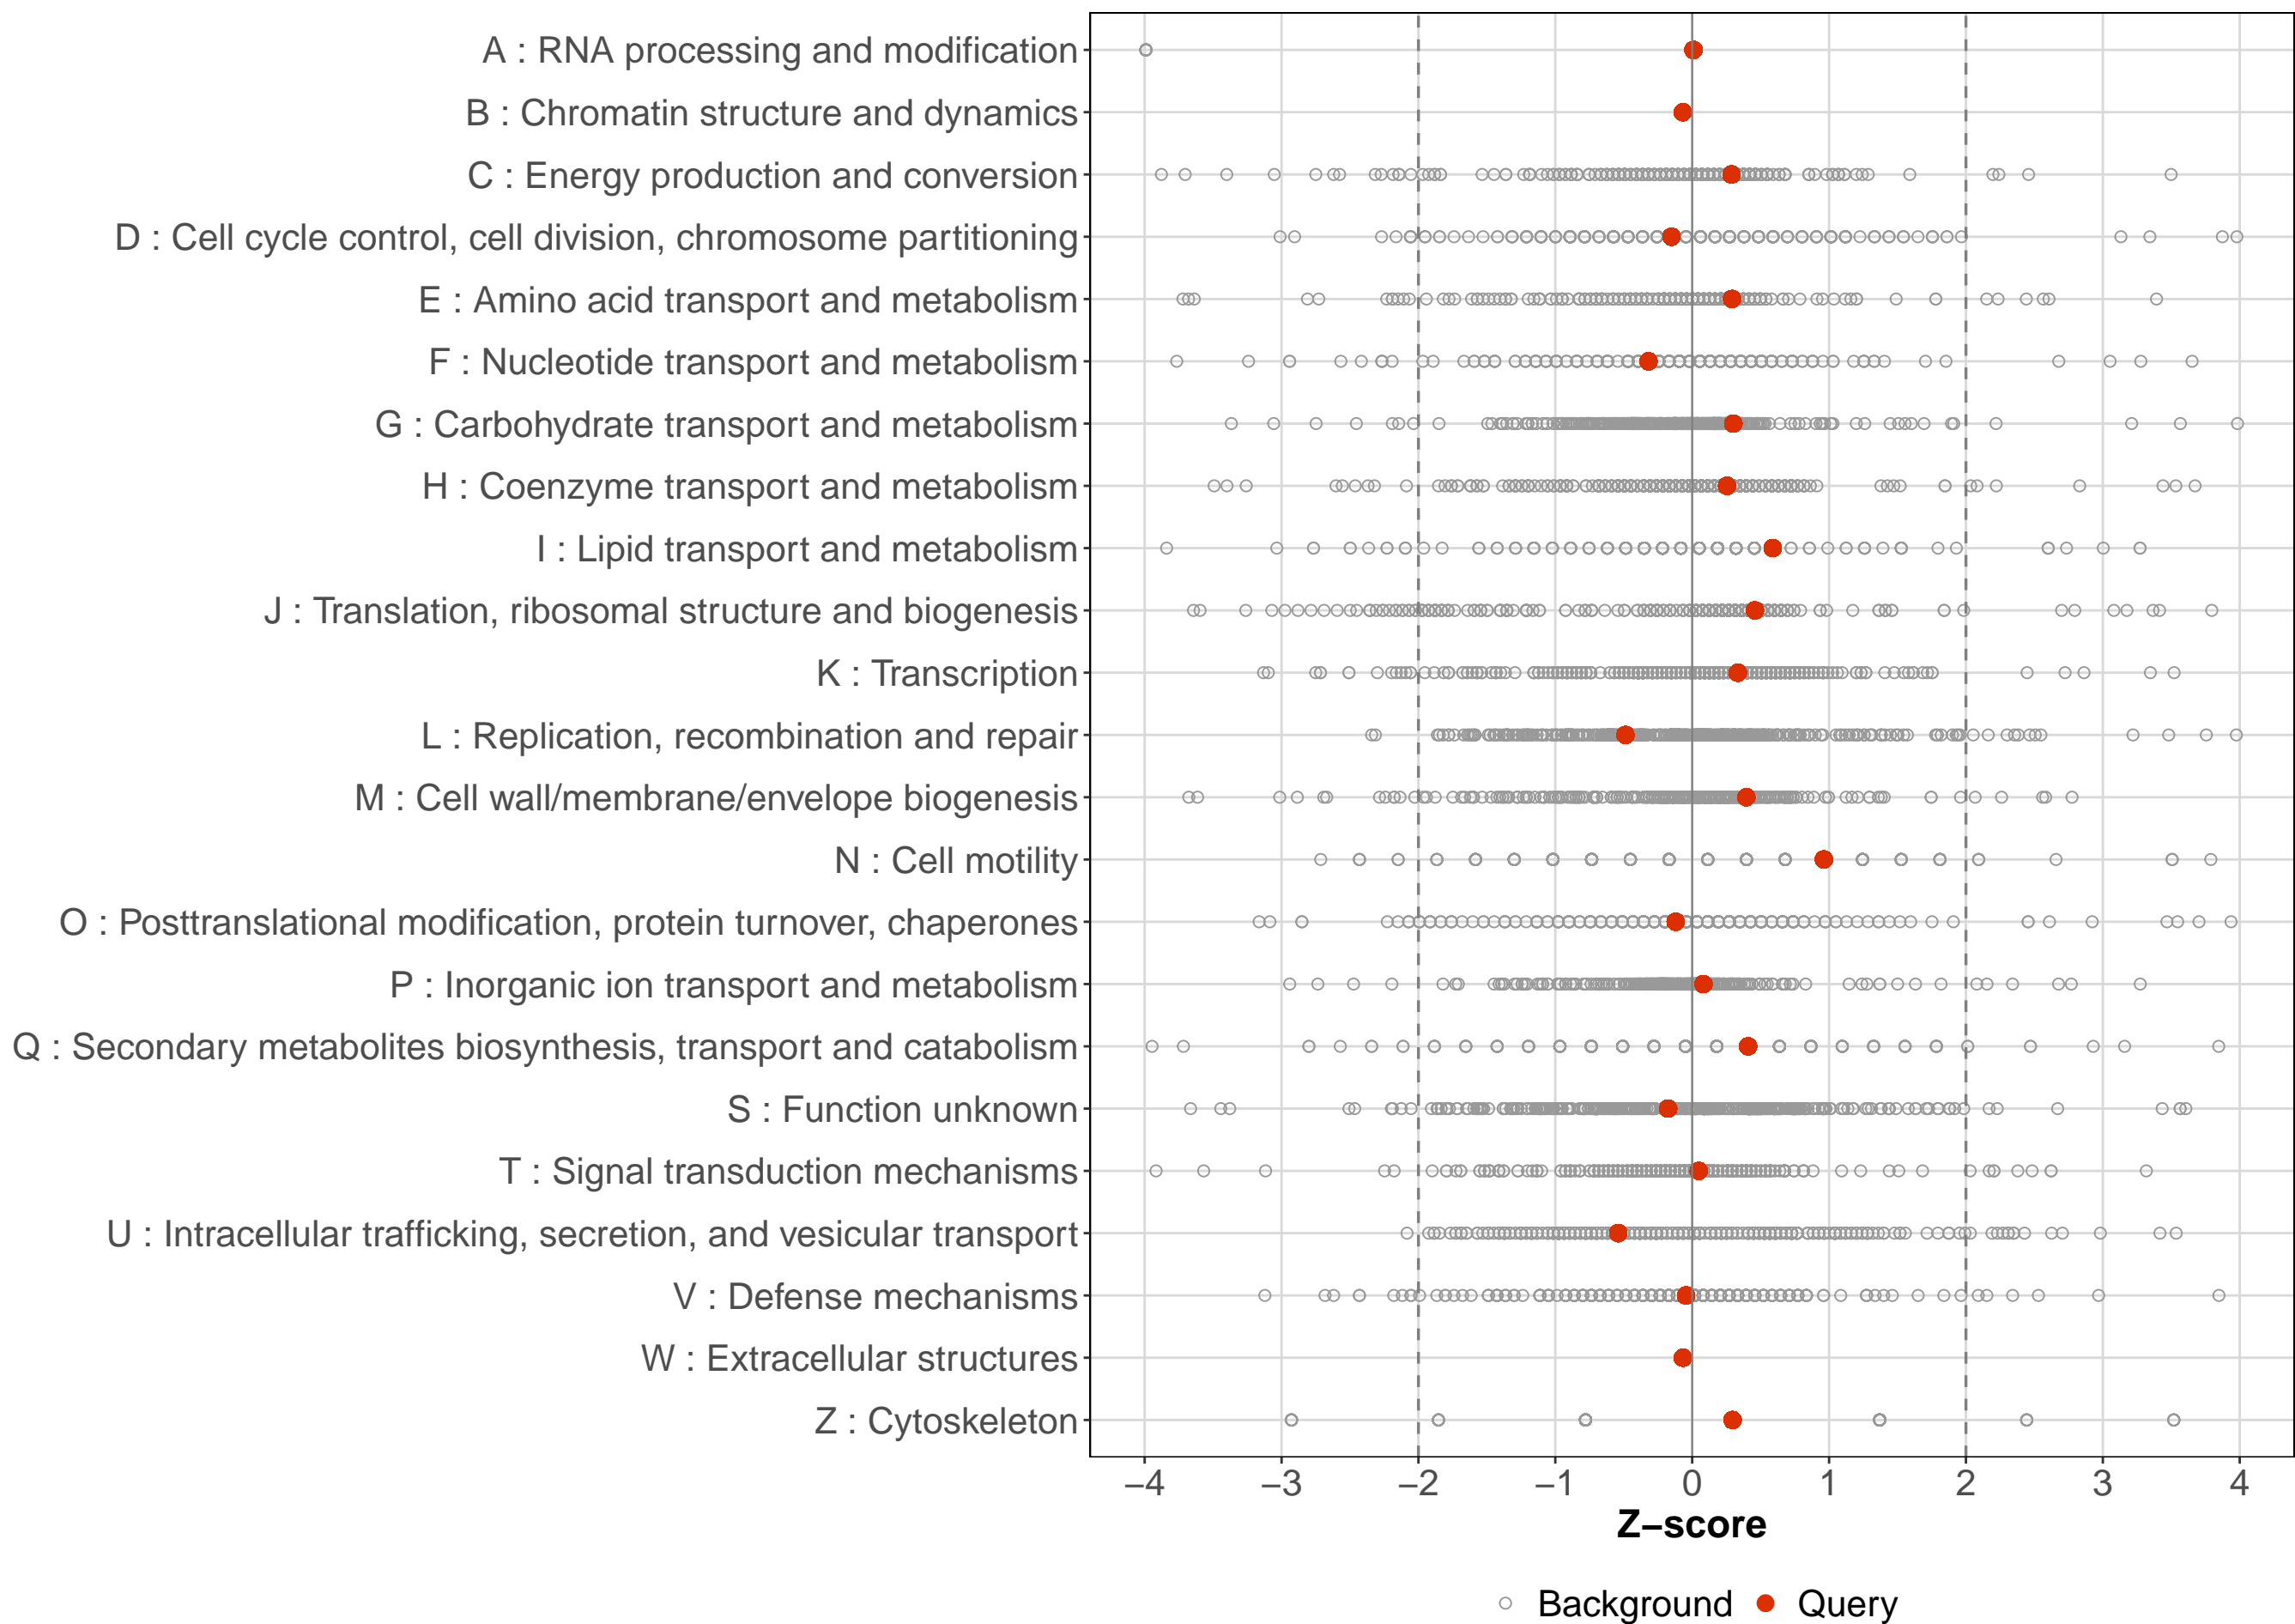 A : RNA processing and modification
B : Chromatin structure and dynamics
C : Energy production and conversion
D : Cell cycle control, cell division, chromosome partitioning
E : Amino acid transport and metabolism
F : Nucleotide transport and metabolism
G : Carbohydrate transport and metabolism
H : Coenzyme transport and metabolism
I : Lipid transport and metabolism
J : Translation, ribosomal structure and biogenesis
K : Transcription
L : Replication, recombination and repair
M : Cell wall/membrane/envelope biogenesis
N : Cell motility
O : Posttranslational modification, protein turnover, chaperones
P : Inorganic ion transport and metabolism
Q : Secondary metabolites biosynthesis, transport and catabolism
S : Function unknown
T : Signal transduction mechanisms
U : Intracellular trafficking, secretion, and vesicular transport
V : Defense mechanisms
W : Extracellular structures
Z : Cytoskeleton
−4 −3 −2 −1 0 1 2 3 4
Z−score
Background Query